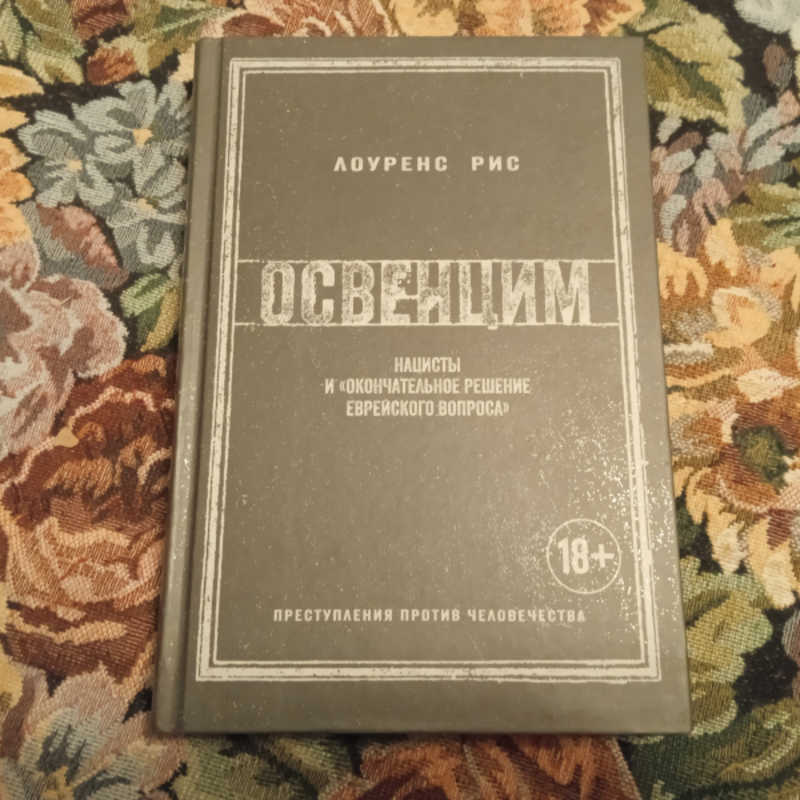 ЛОУРЕНС РИС
ОСВЕНЦИМ
НАЦИСТЫ
И «ОКОНЧАТЕЛЬНОЕ РЕШЕНИЕ
ЕВРЕЙСКОГО ВОПРОСА»
18+
ПРЕСТУПЛЕНИЯ ПРОТИВ ЧЕЛОВЕЧЕСТВА